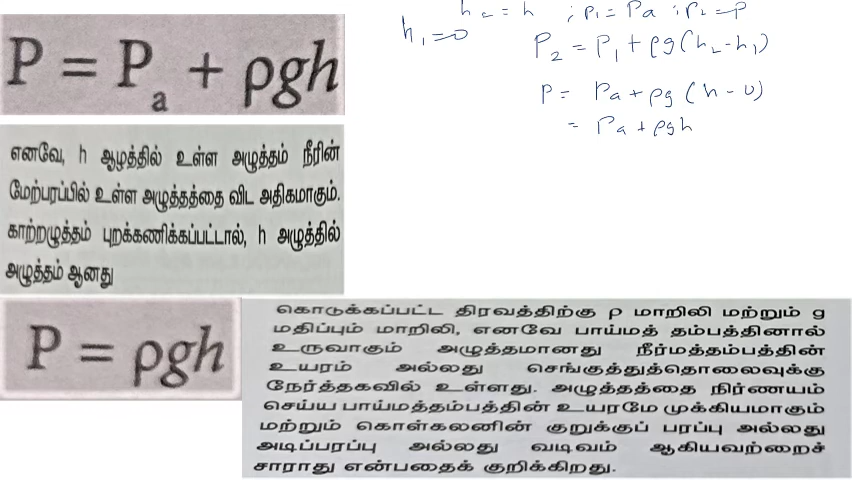 P = Pₐ + ρgh
h₂ = h ; P₁ = Pa ; P₂ = P
h₁ = 0
P₂ = P₁ + ρg(h₂-h₁)
P = Pa + ρg (h - 0)
= Pa + ρgh
எனவே, h ஆழத்தில் உள்ள அழுத்தம் நீரின்
மேற்பரப்பில் உள்ள அழுத்தத்தை விட அதிகமாகும்.
காற்றழுத்தம் புறக்கணிக்கப்பட்டால், h அழுத்தில்
அழுத்தம் ஆனது
P = ρgh
கொடுக்கப்பட்ட திரவத்திற்கு ρ மாறிலி மற்றும் g
மதிப்பும் மாறிலி, எனவே பாய்மத் தம்பத்தினால்
உருவாகும் அழுத்தமானது நீர்மத்தம்பத்தின்
உயரம் அல்லது செங்குத்துத்தொலைவுக்கு
நேர்த்தகவில் உள்ளது. அழுத்தத்தை நிர்ணயம்
செய்ய பாய்மத்தம்பத்தின் உயரமே முக்கியமாகும்
மற்றும் கொள்கலனின் குறுக்குப் பரப்பு அல்லது
அடிப்பரப்பு அல்லது வடிவம் ஆகியவற்றைச்
சாராது என்பதைக் குறிக்கிறது.